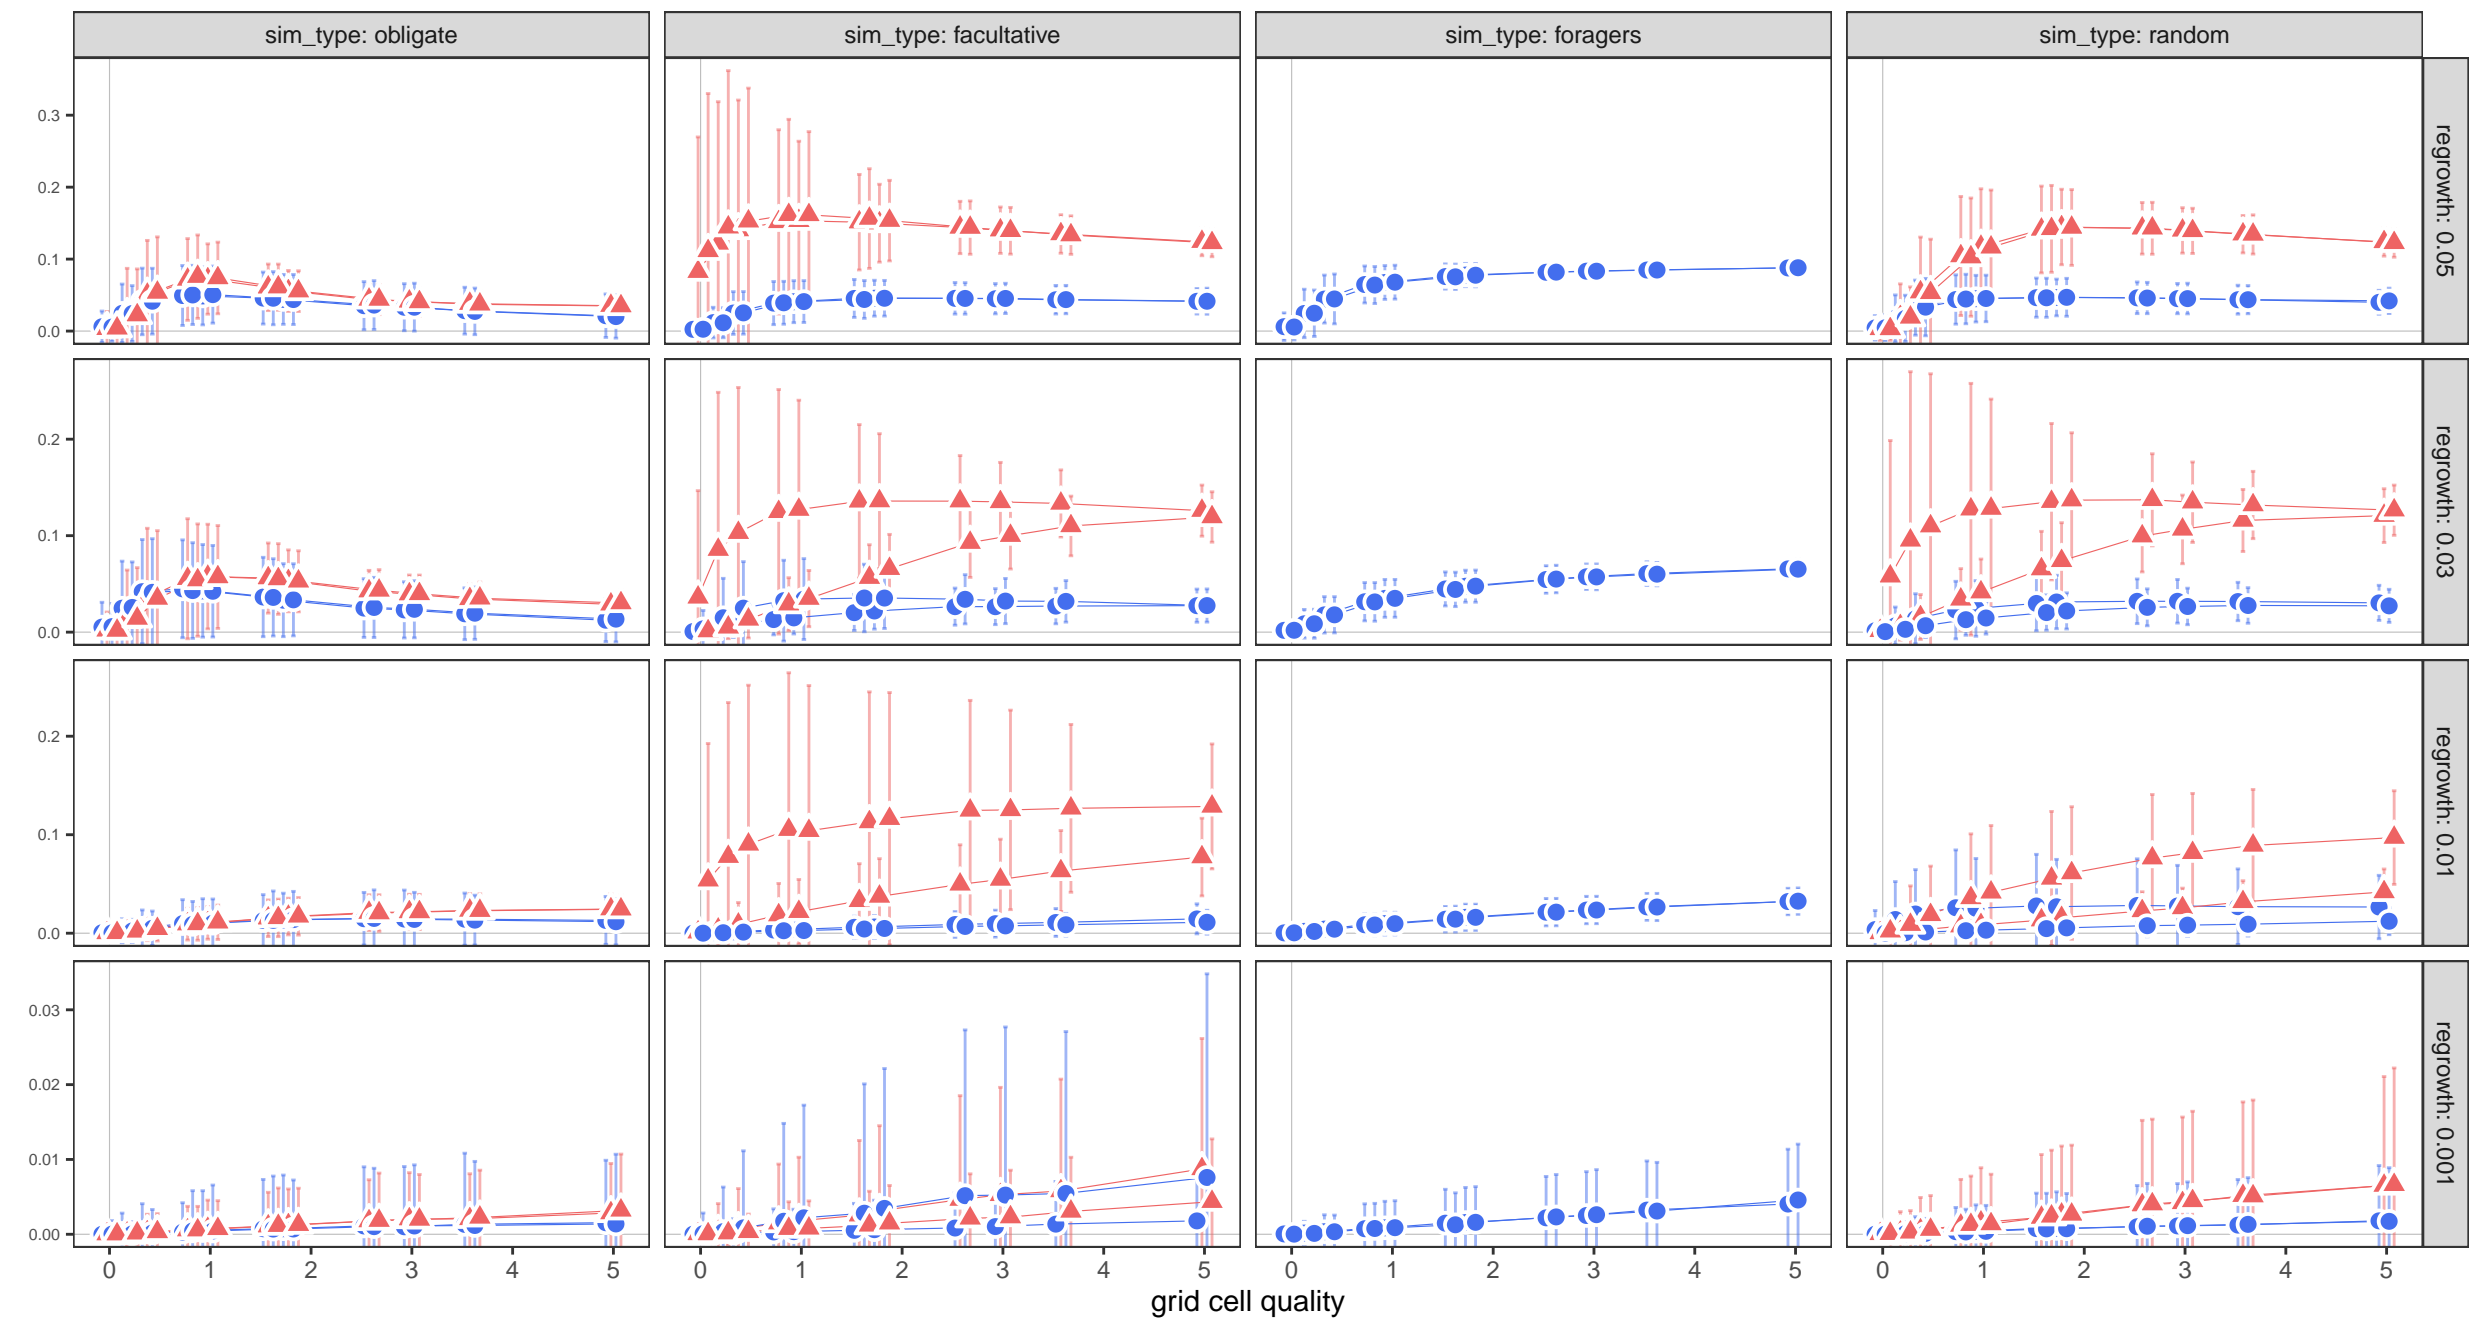 sim_type: obligate
sim_type: facultative
sim_type: foragers
sim_type: random
0.3
0.2
0.1
0.0
regrowth: 0.05
0.2
0.1
0.0
regrowth: 0.03
0.2
0.1
0.0
regrowth: 0.01
0.03
0.02
0.01
0.00
regrowth: 0.001
0 1 2 3 4 5
0 1 2 3 4 5
0 1 2 3 4 5
0 1 2 3 4 5
grid cell quality